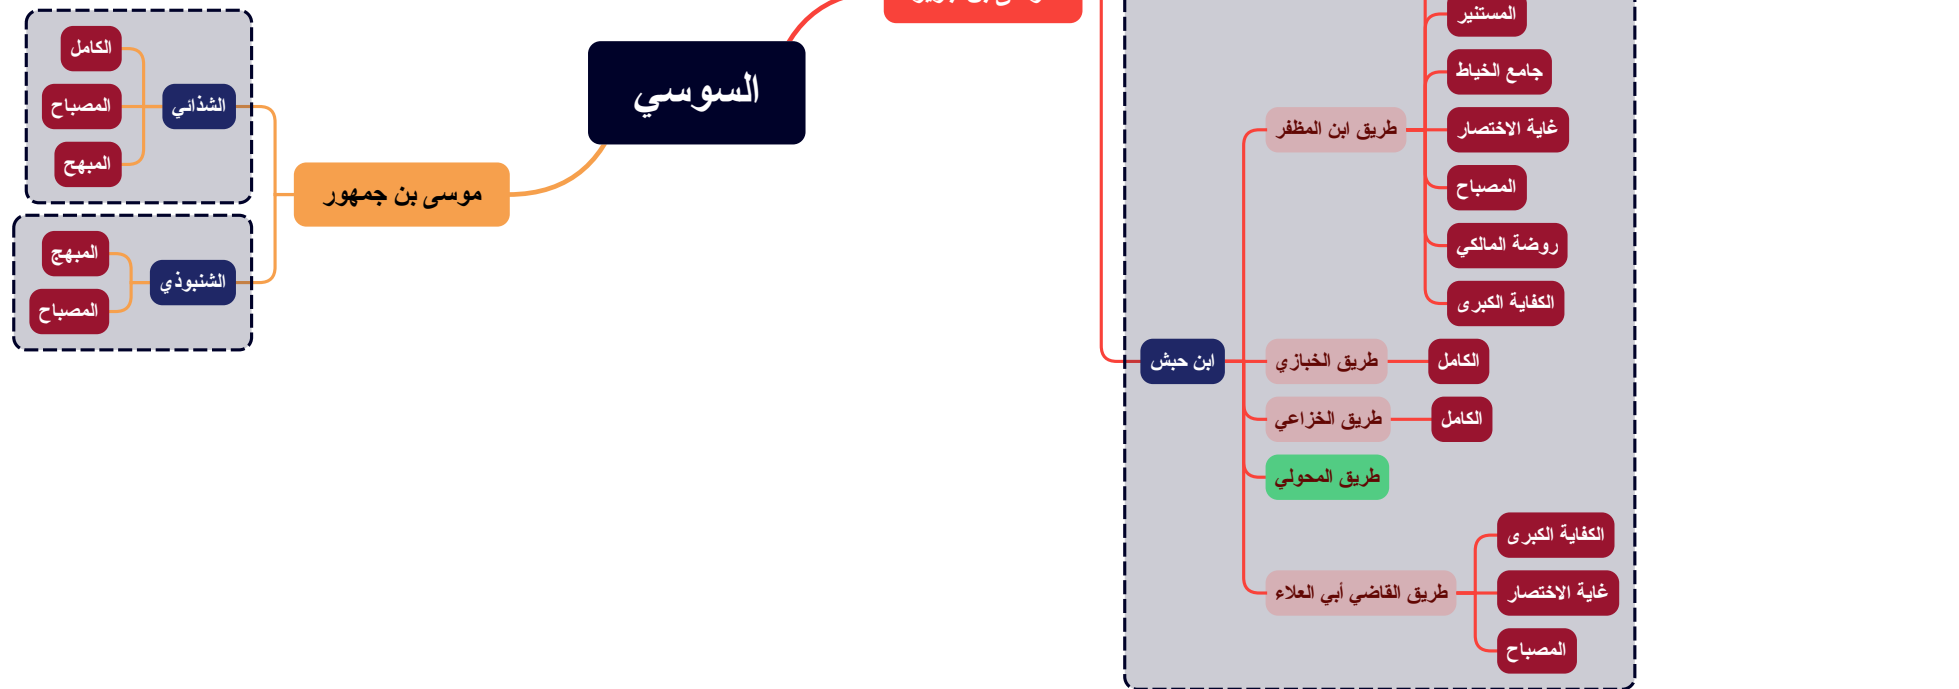 السوسي
المستنير
جامع الخياط
طريق ابن المظفر
غاية الاختصار
المصباح
روضة المالكي
الكفاية الكبرى
ابن حبش
طريق الخبازي
الكامل
طريق الخزاعي
الكامل
طريق المحولي
طريق القاضي أبي العلاء
الكفاية الكبرى
غاية الاختصار
المصباح
موسى بن جمهور
الشذائي
الكامل
المصباح
المبهح
الشنبوذي
المبهج
المصباح